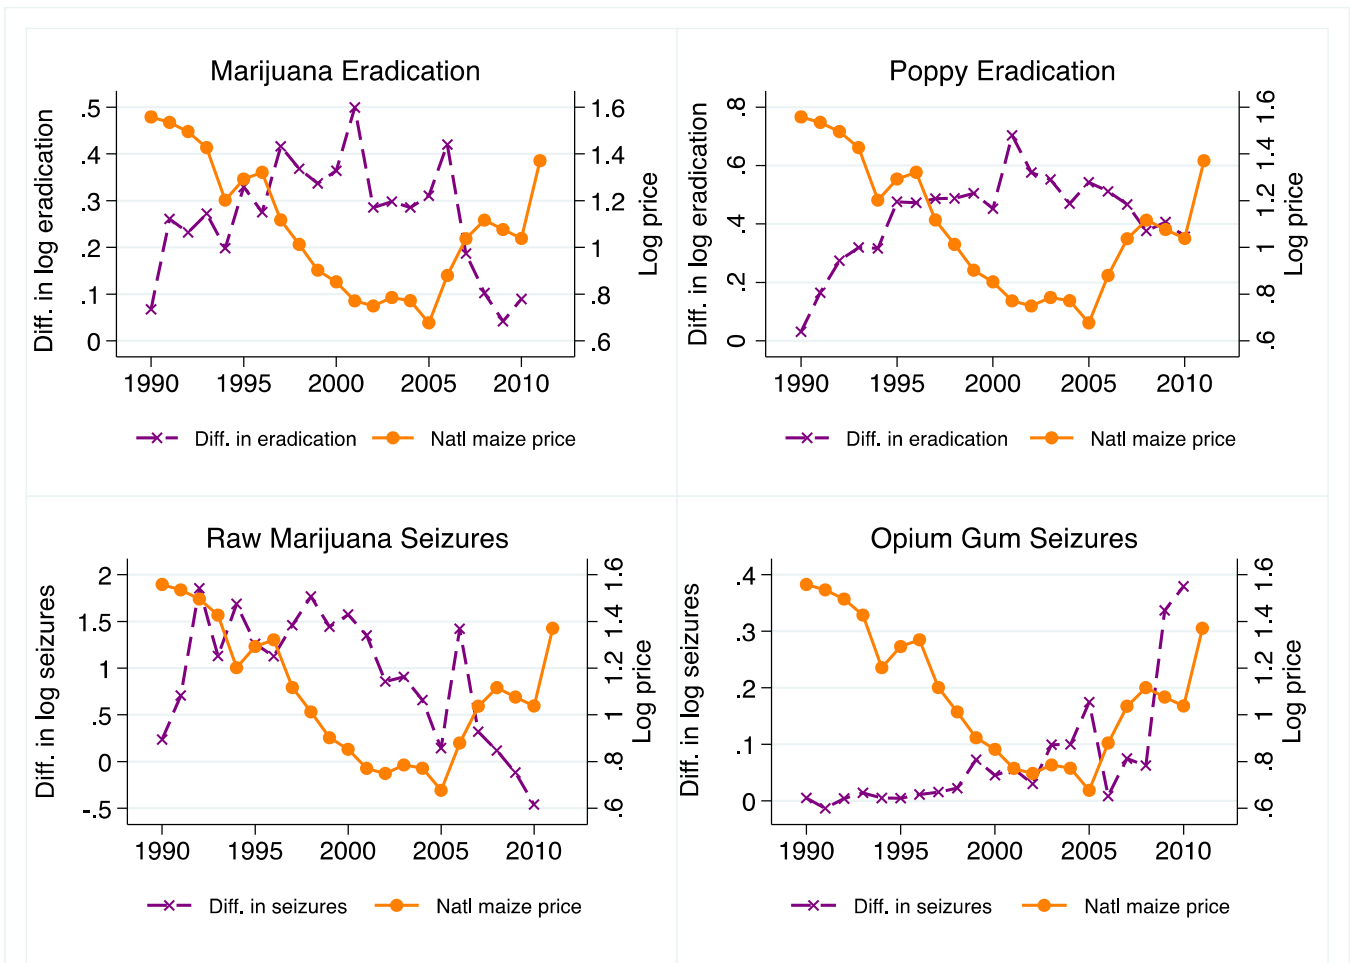 Marijuana Eradication
Diff. in log eradication
.5
.4
.3
.2
.1
0
1.6
1.4
1.2
1
.8
.6
Log price
1990 1995 2000 2005 2010
Diff. in eradication Natl maize price
Poppy Eradication
Diff. in log eradication
.8
.6
.4
.2
0
1.6
1.4
1.2
1
.8
.6
Log price
1990 1995 2000 2005 2010
Diff. in eradication Natl maize price
Raw Marijuana Seizures
Diff. in log seizures
2
1.5
1
.5
0
-.5
1.6
1.4
1.2
1
.8
.6
Log price
1990 1995 2000 2005 2010
Diff. in seizures Natl maize price
Opium Gum Seizures
Diff. in log seizures
.4
.3
.2
.1
0
1.6
1.4
1.2
1
.8
.6
Log price
1990 1995 2000 2005 2010
Diff. in seizures Natl maize price